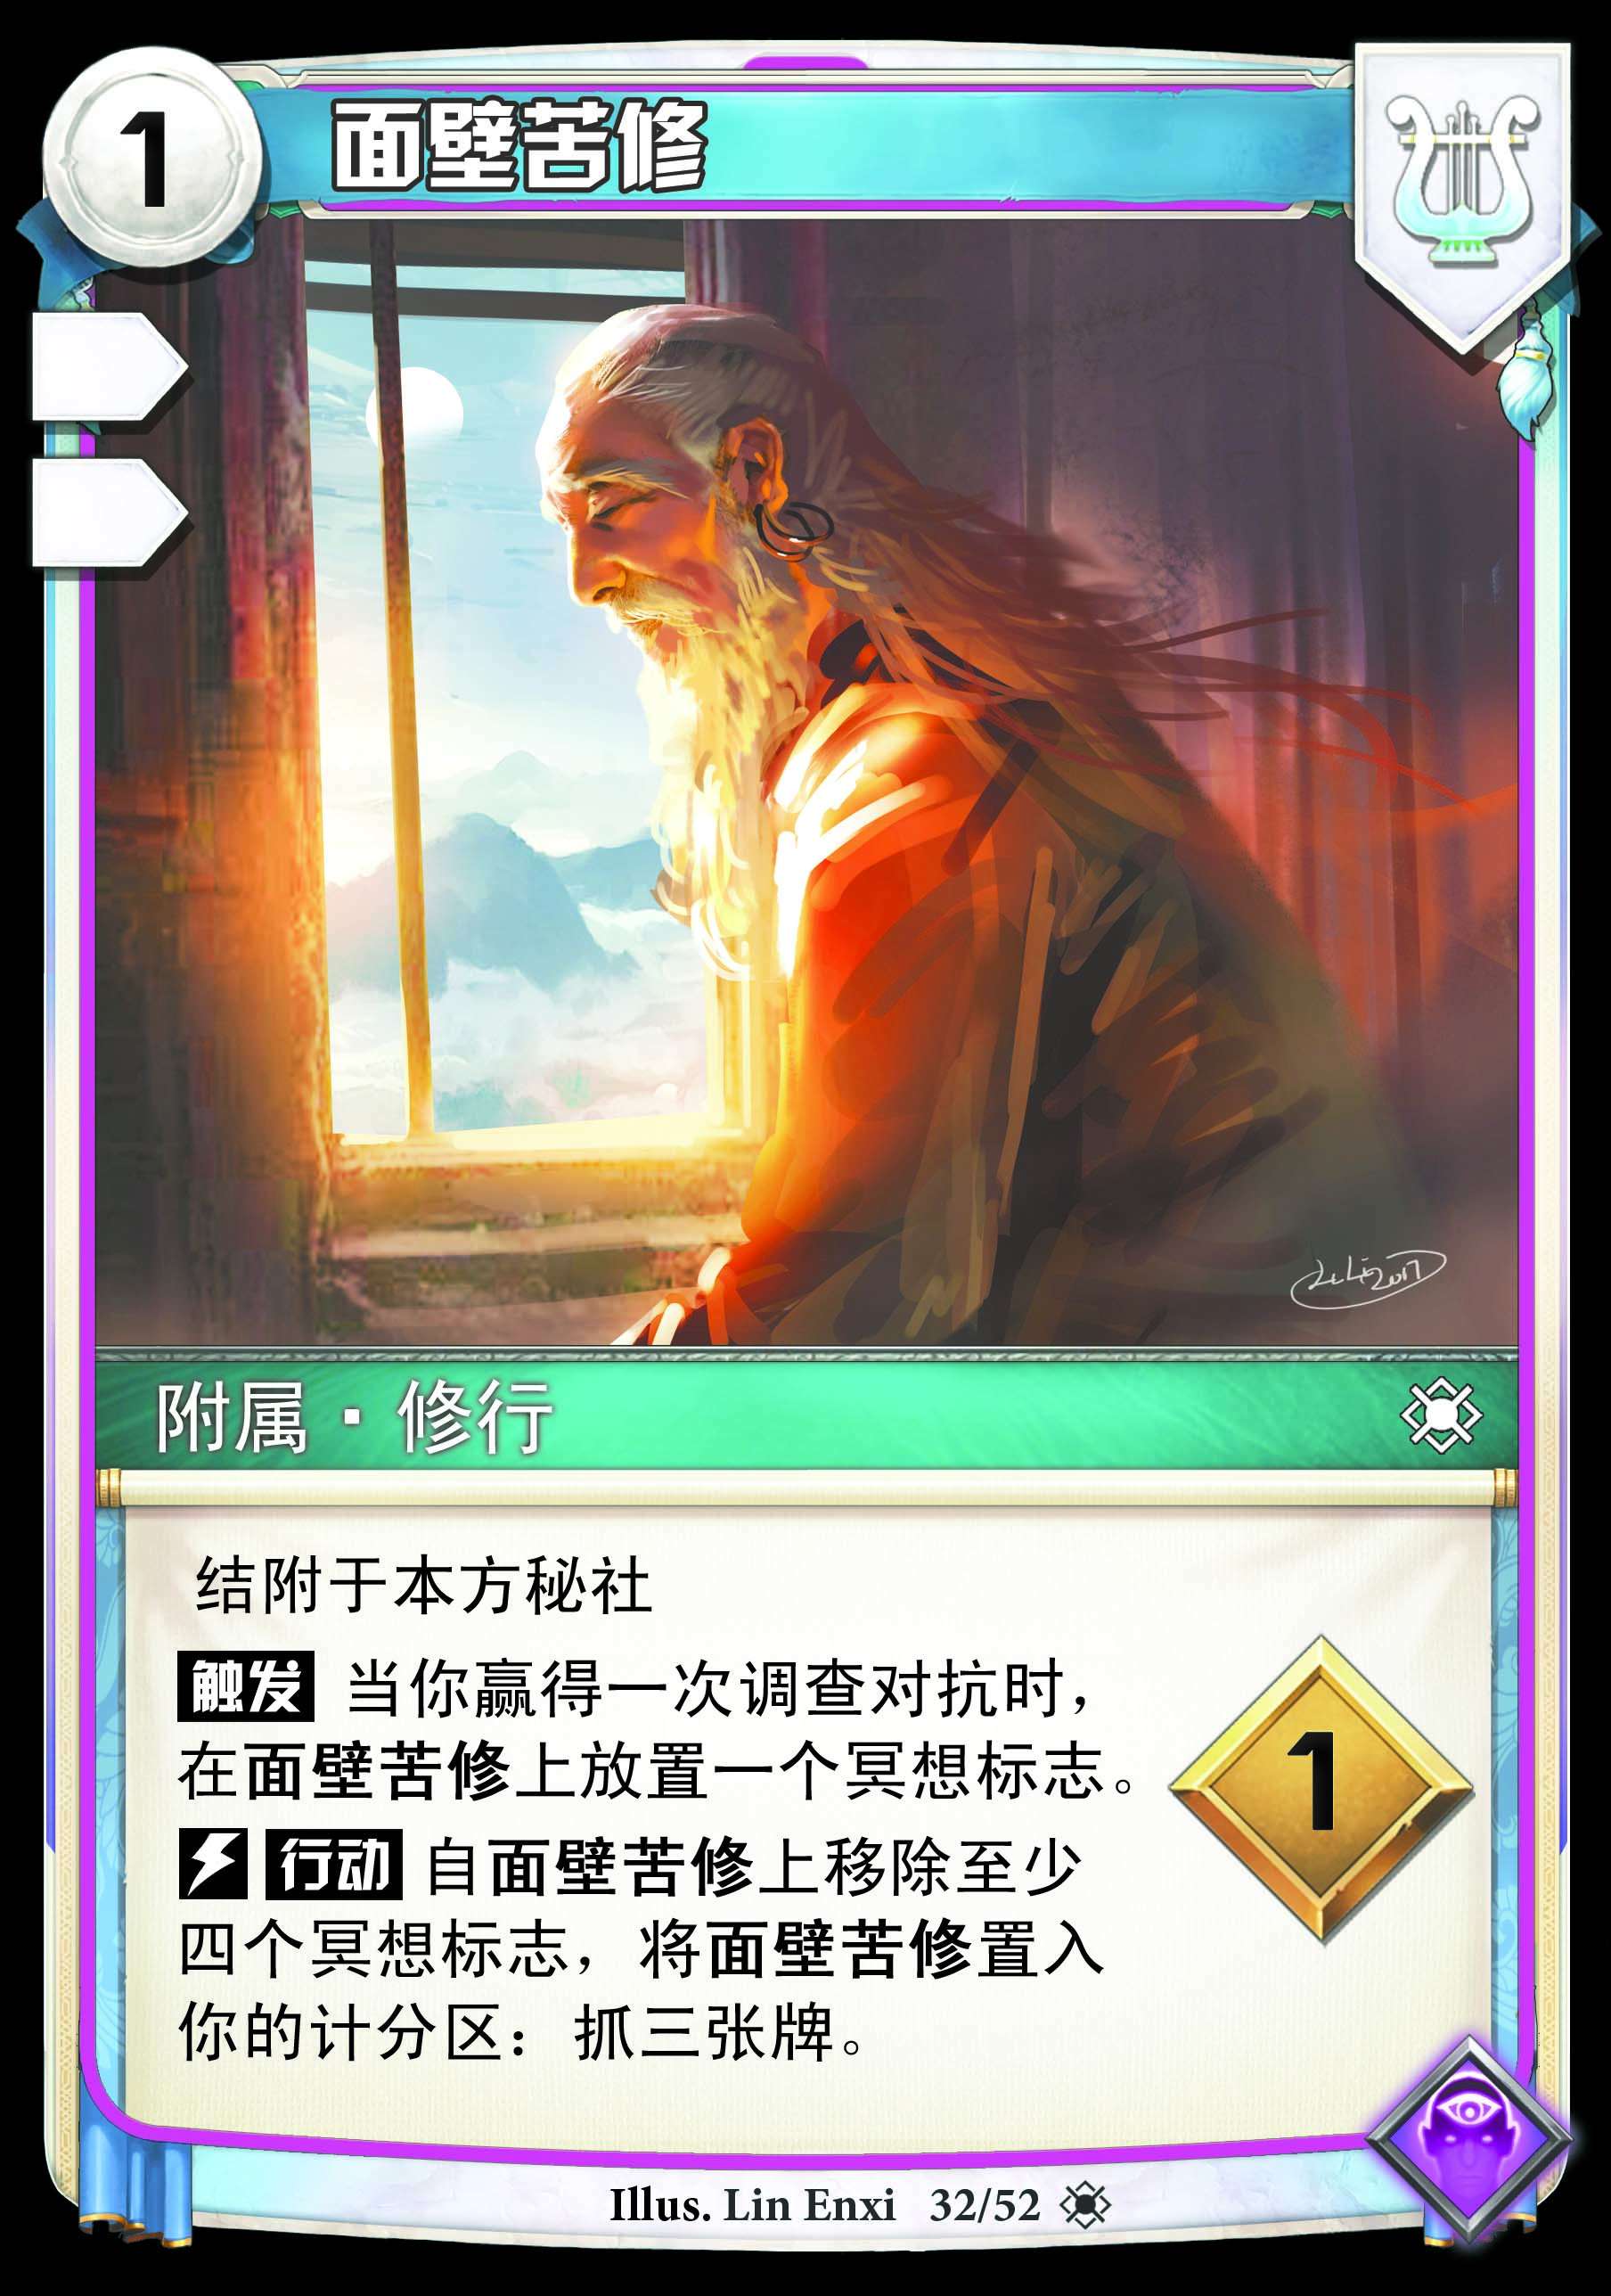 1
面壁苦修
附属·修行
结附于本方秘社
触发 当你赢得一次调查对抗时,
在面壁苦修上放置一个冥想标志。
行动 自面壁苦修上移除至少
四个冥想标志,将面壁苦修置入
你的计分区:抓三张牌。
1
Illus. Lin Enxi 32/52